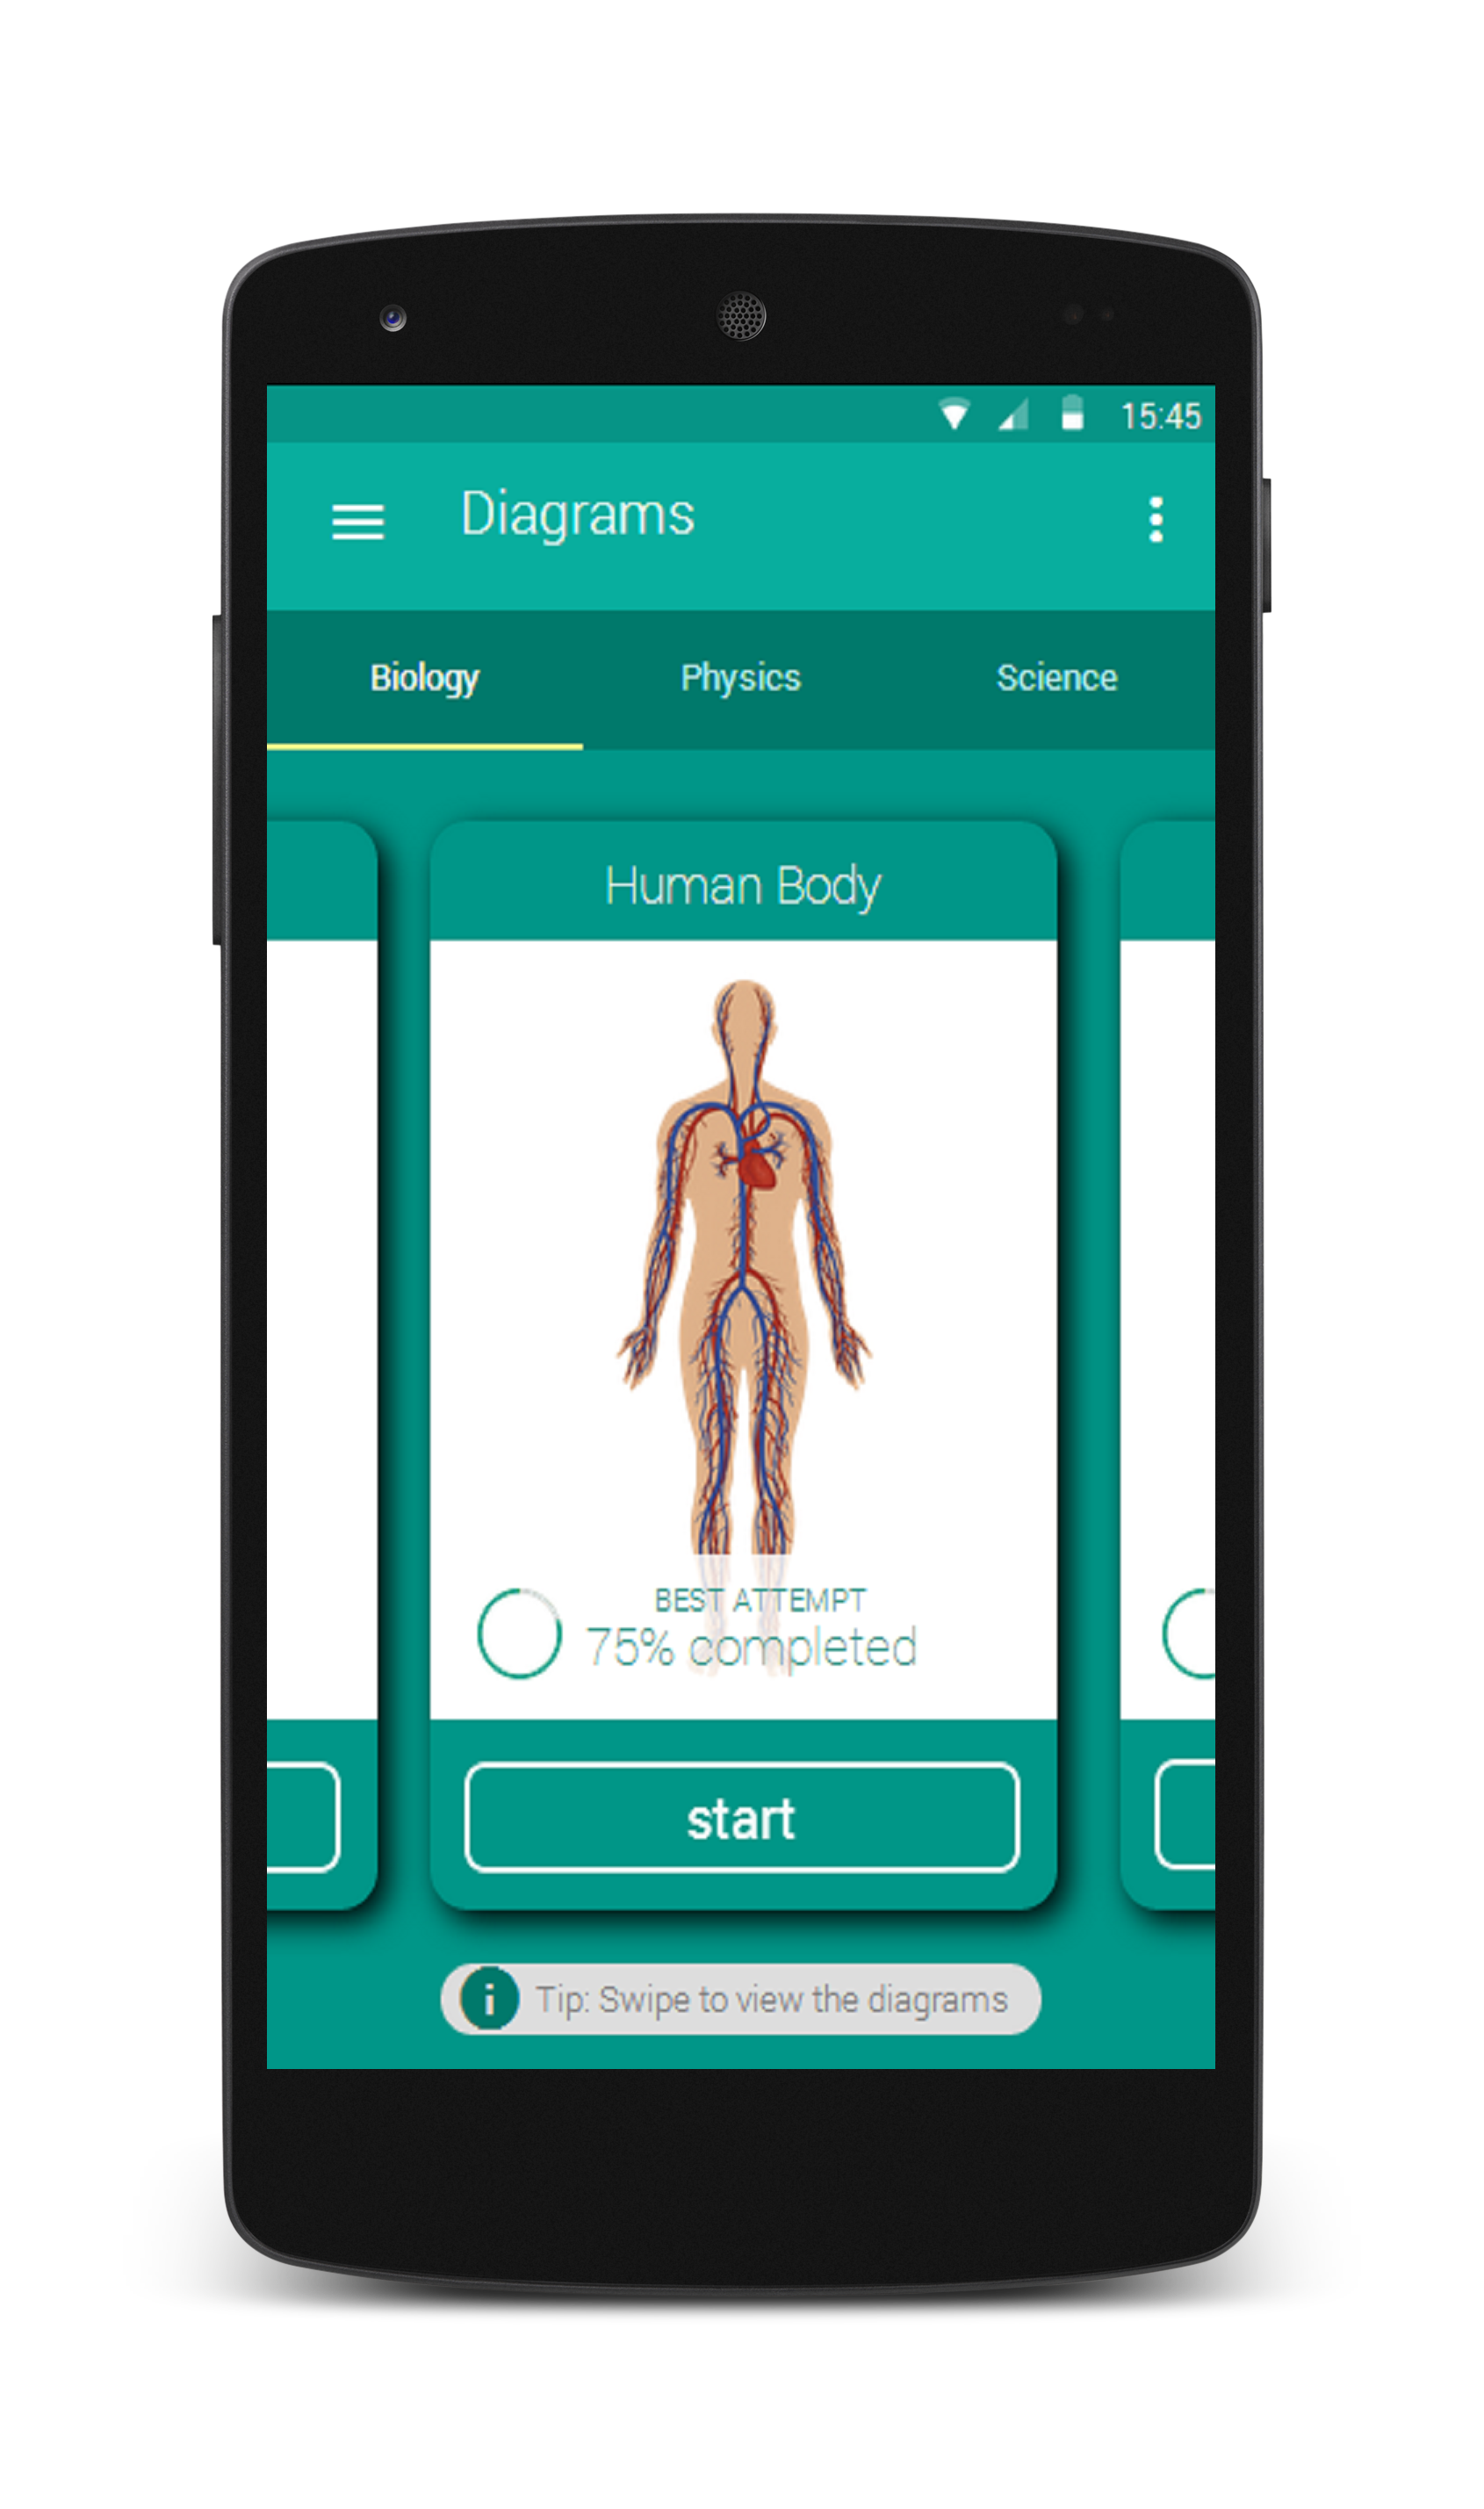 15:45
Diagrams
Biology Physics Science
Human Body
BEST ATTEMPT
75% completed
start
i Tip: Swipe to view the diagrams